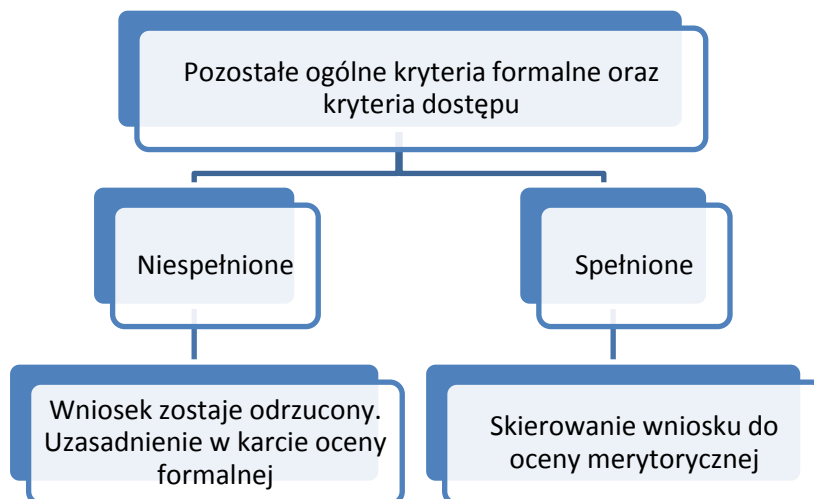 Pozostałe ogólne kryteria formalne oraz
kryteria dostępu
Niespełnione
Spełnione
Wniosek zostaje odrzucony.
Uzasadnienie w karcie oceny
formalnej
Skierowanie wniosku do
oceny merytorycznej